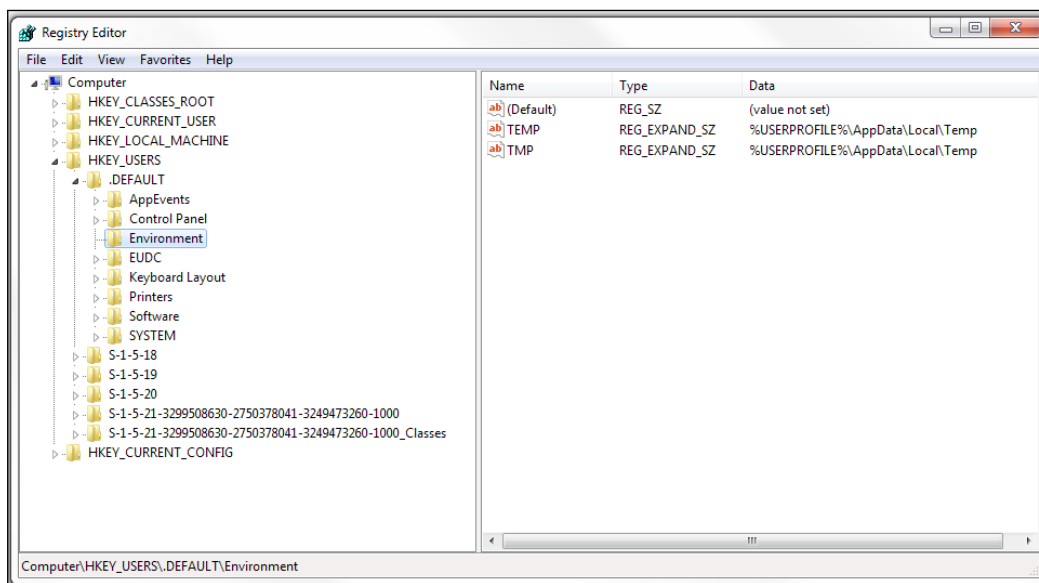 Registry Editor
File Edit View Favorites Help
Computer
HKEY_CLASSES_ROOT
HKEY_CURRENT_USER
HKEY_LOCAL_MACHINE
HKEY_USERS
.DEFAULT
AppEvents
Control Panel
Environment
EUDC
Keyboard Layout
Printers
Software
SYSTEM
S-1-5-18
S-1-5-19
S-1-5-20
S-1-5-21-3299508630-2750378041-3249473260-1000
S-1-5-21-3299508630-2750378041-3249473260-1000_Classes
HKEY_CURRENT_CONFIG
Name Type Data
(Default) REG_SZ (value not set)
TEMP REG_EXPAND_SZ %USERPROFILE%\AppData\Local\Temp
TMP REG_EXPAND_SZ %USERPROFILE%\AppData\Local\Temp
Computer\HKEY_USERS\.DEFAULT\Environment